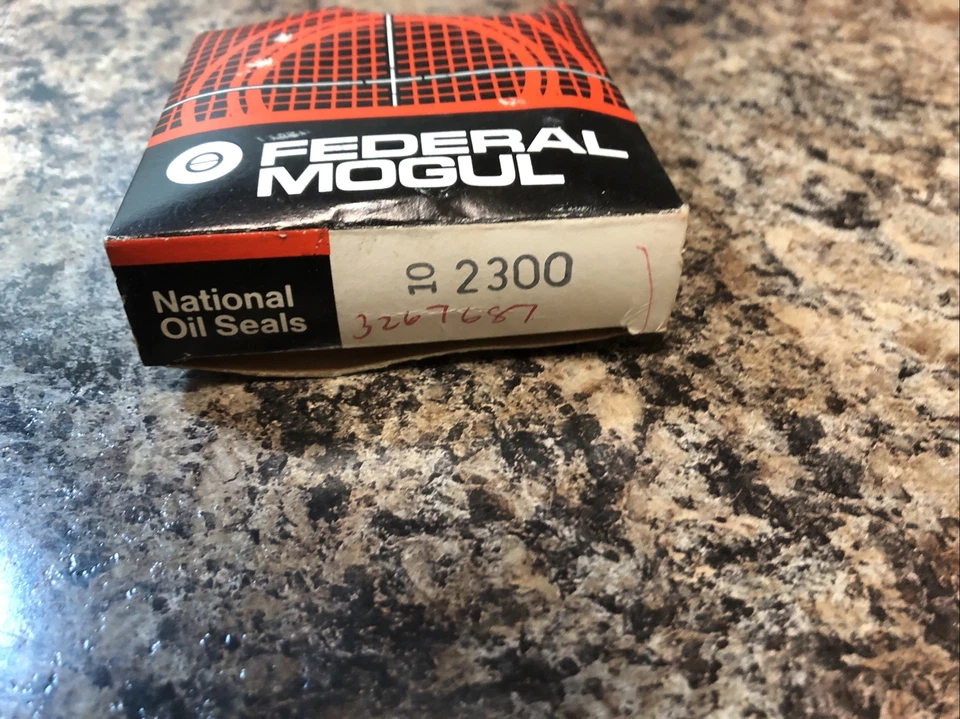 FEDERAL
MOGUL
National
Oil Seals
10 2300
3267687